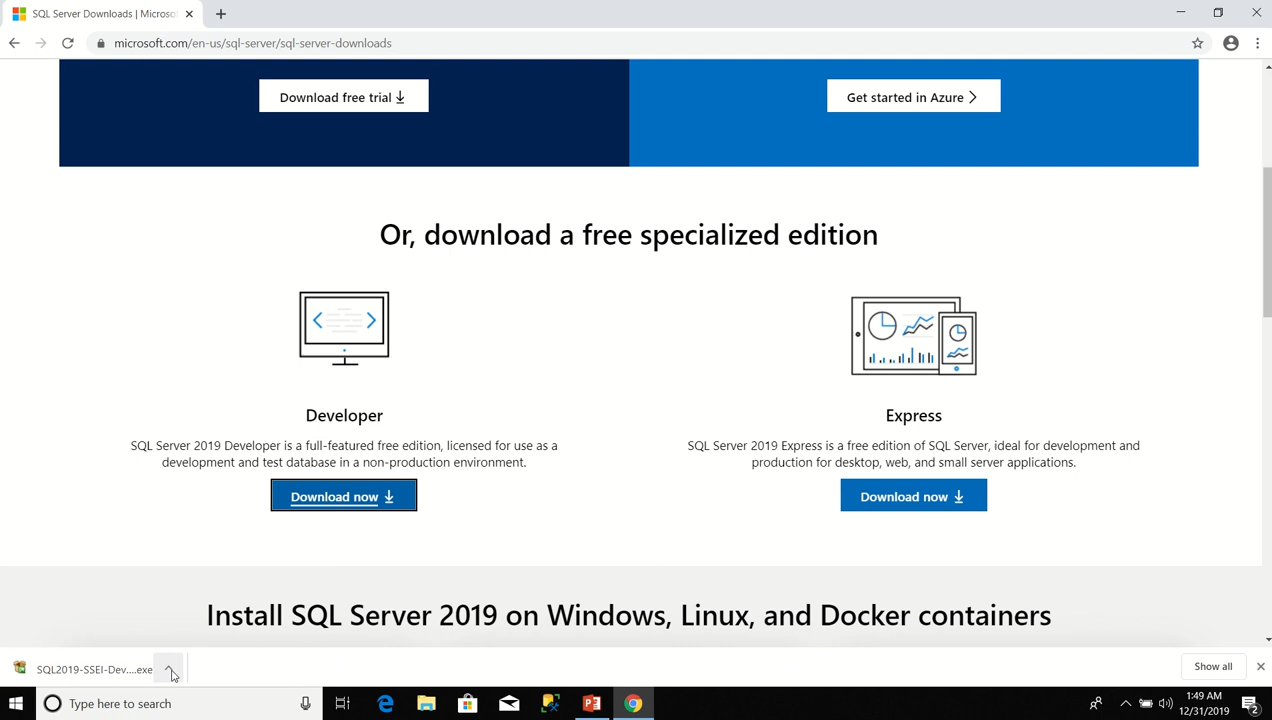 SQL Server Downloads | Microso
microsoft.com/en-us/sql-server/sql-server-downloads
Download free trial
Get started in Azure
Or, download a free specialized edition
Developer
SQL Server 2019 Developer is a full-featured free edition, licensed for use as a
development and test database in a non-production environment.
Download now
Express
SQL Server 2019 Express is a free edition of SQL Server, ideal for development and
production for desktop, web, and small server applications.
Download now
Install SQL Server 2019 on Windows, Linux, and Docker containers
SQL2019-SSEI-Dev....exe
Show all
Type here to search
1:49 AM
12/31/2019
2